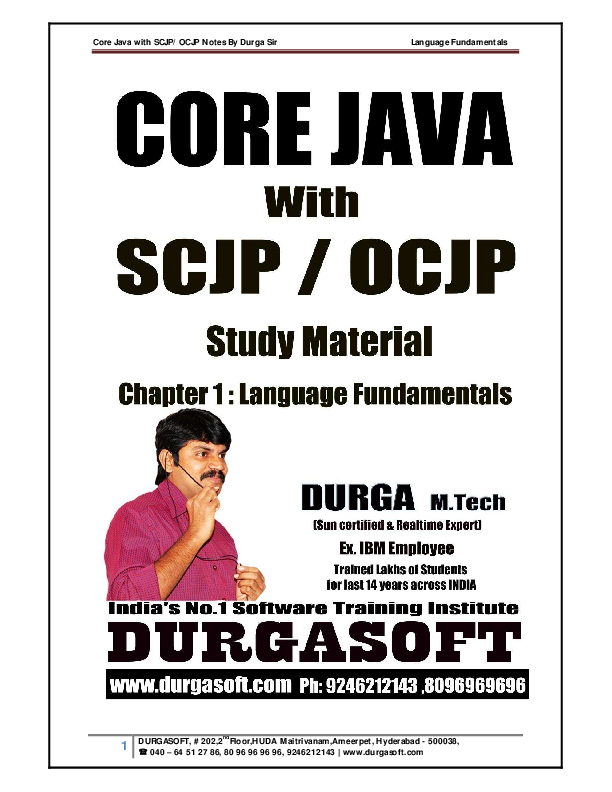 Core Java with SCJP/ OCJP Notes By Durga Sir Language Fundamentals
CORE JAVA
With
SCJP / OCJP
Study Material
Chapter 1 : Language Fundamentals
DURGA M.Tech
(Sun certified & Realtime Expert)
Ex. IBM Employee
Trained Lakhs of Students
for last 14 years across INDIA
India's No.1 Software Training Institute
DURGASOFT
www.durgasoft.com Ph: 9246212143 ,8096969696
1 DURGASOFT, # 202,2nd Floor,HUDA Maitrivanam,Ameerpet, Hyderabad - 500038,
☎ 040 – 64 51 27 86, 80 96 96 96 96, 9246212143 | www.durgasoft.com